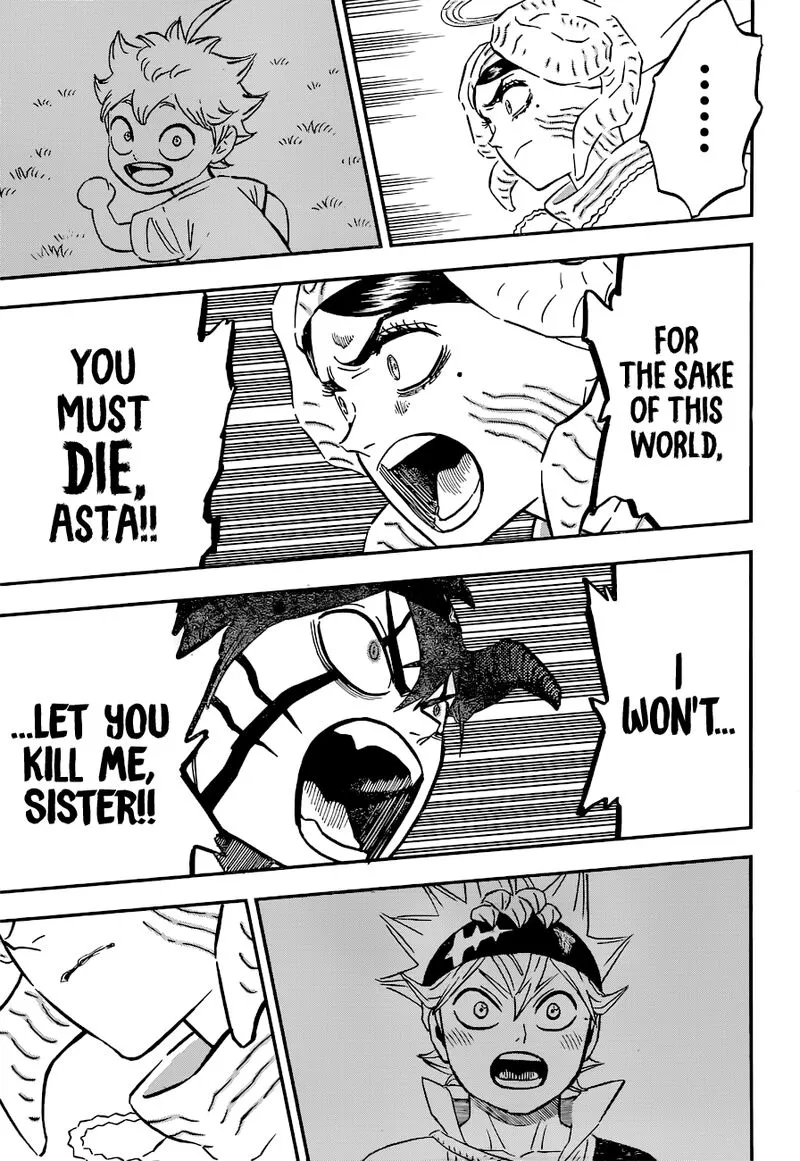 ......
FOR
THE SAKE
OF THIS
WORLD,
YOU
MUST
DIE,
ASTA!!
I
WON'T...
...LET YOU
KILL ME,
SISTER!!